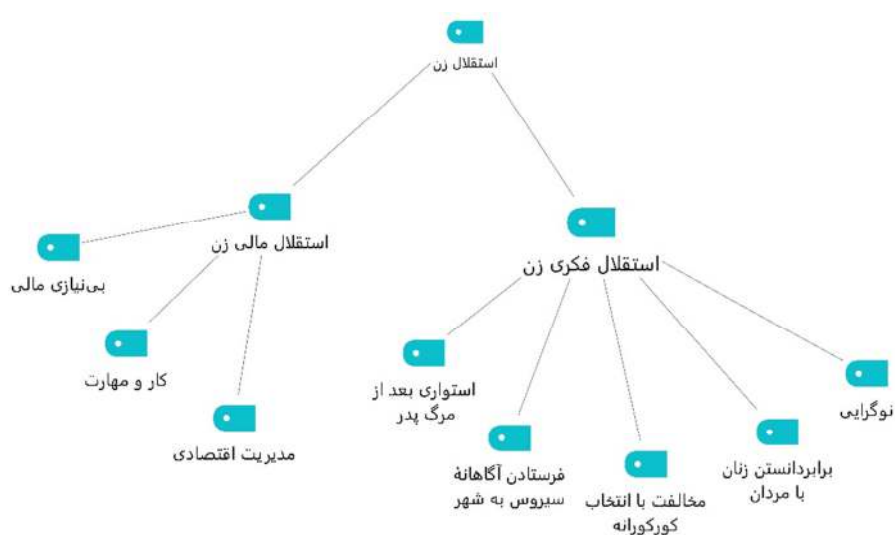 استقلال زن
استقلال مالی زن
استقلال فکری زن
بی‌نیازی مالی
کار و مهارت
مدیریت اقتصادی
استواری بعد از
مرگ پدر
فرستادن آگاهانهٔ
سیروس به شهر
مخالفت با انتخاب
کورکورانه
برابردانستن زنان
با مردان
نوگرایی